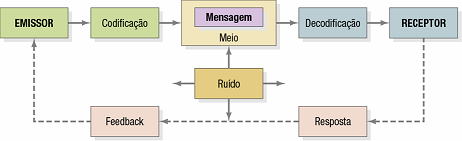 EMISSOR
Codificação
Mensagem
Meio
Decodificação
RECEPTOR
Ruído
Feedback
Resposta